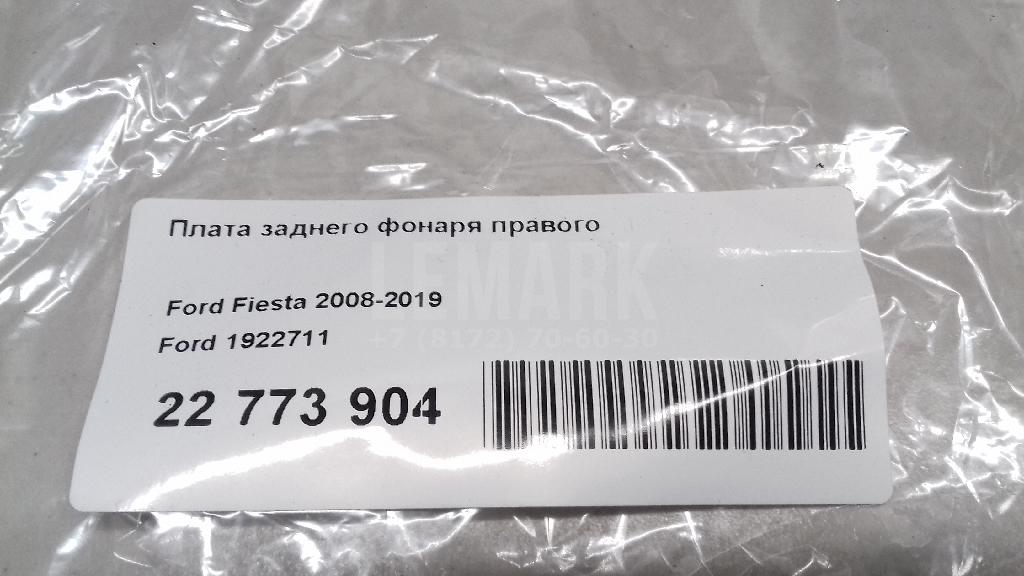 Плата заднего фонаря правого
LEMARK
+7 (8172) 70-60-30
Ford Fiesta 2008-2019
Ford 1922711
22 773 904